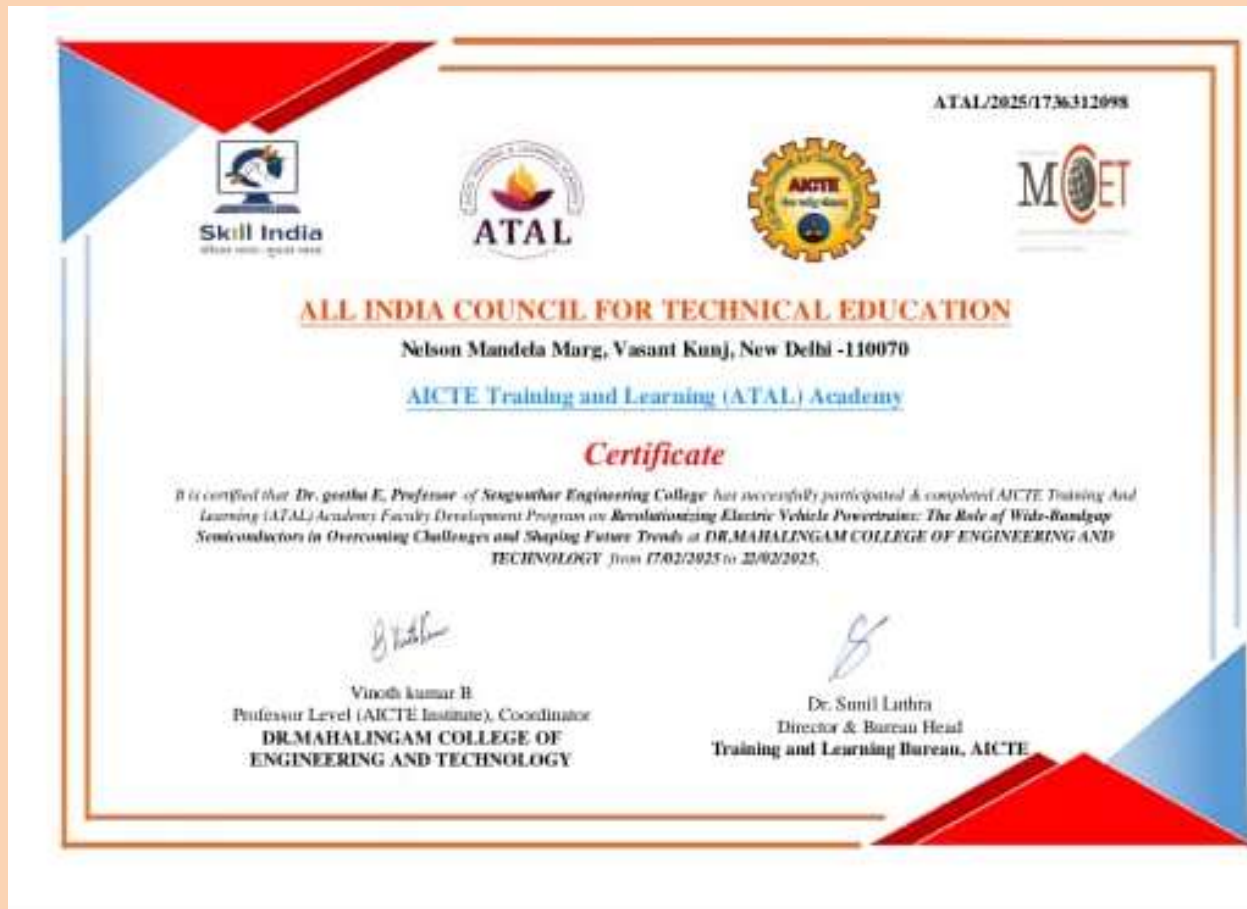 ATAL/2025/1736312098
Skill India
ATAL
AICTE
MCET
ALL INDIA COUNCIL FOR TECHNICAL EDUCATION
Nelson Mandela Marg, Vasant Kunj, New Delhi -110070
AICTE Training and Learning (ATAL) Academy
Certificate
It is certified that Dr. geetha E, Professor of Sengunthar Engineering College has successfully participated & completed AICTE Training And
Learning (ATAL) Academy Faculty Development Program on Revolutionizing Electric Vehicle Powertrains: The Role of Wide-Bandgap
Semiconductors in Overcoming Challenges and Shaping Future Trends at DR.MAHALINGAM COLLEGE OF ENGINEERING AND
TECHNOLOGY from 17/02/2025 to 22/02/2025.
Vinoth kumar B
Professor Level (AICTE Institute), Coordinator
DR.MAHALINGAM COLLEGE OF
ENGINEERING AND TECHNOLOGY
Dr. Sunil Luthra
Director & Bureau Head
Training and Learning Bureau, AICTE